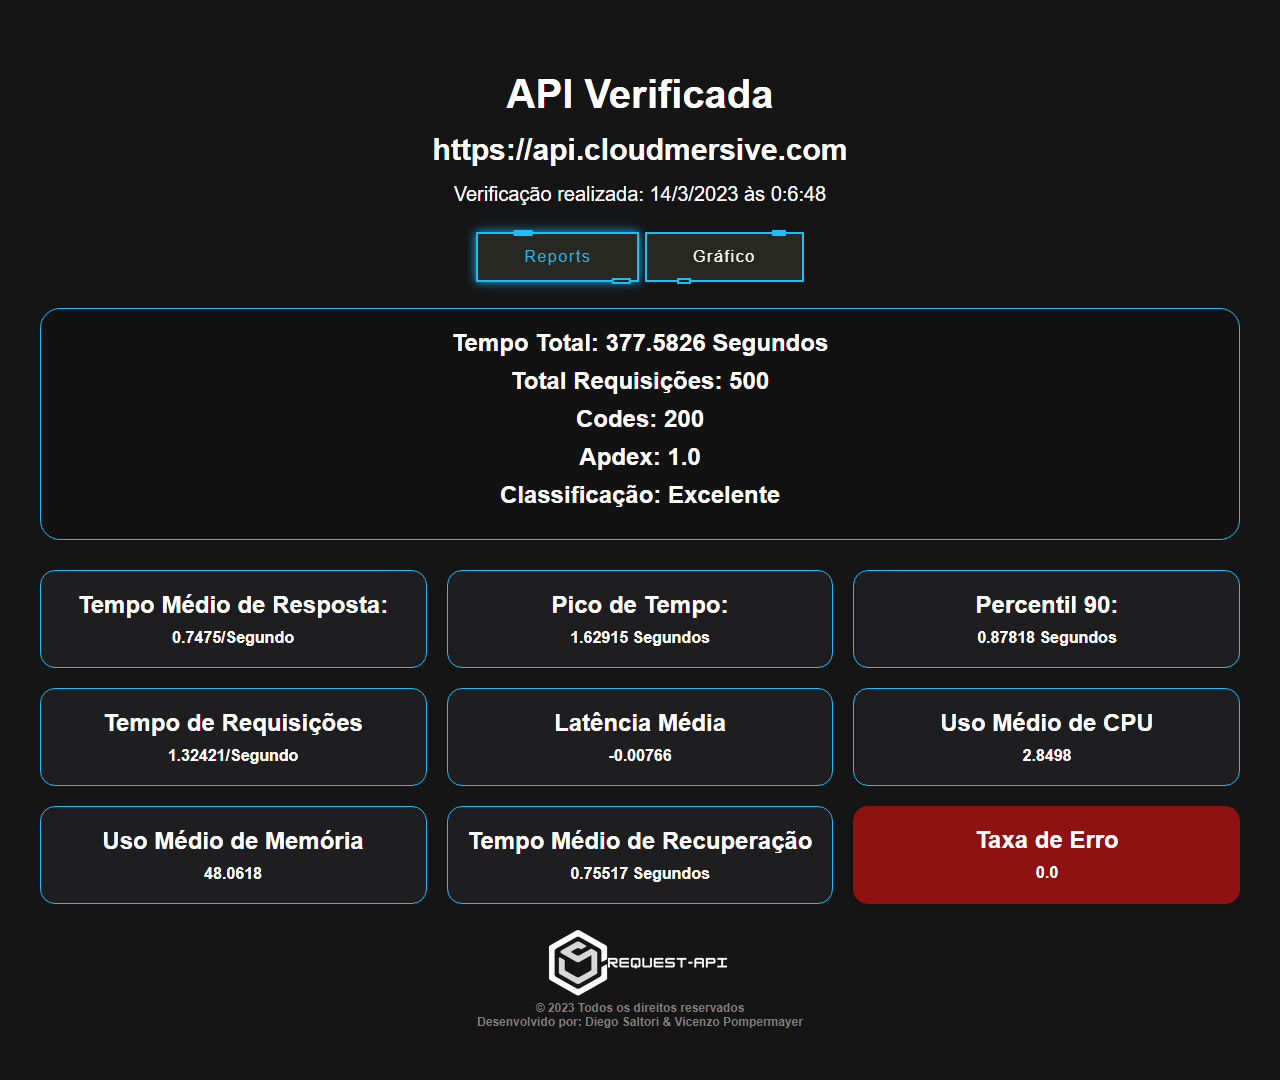 API Verificada
https://api.cloudmersive.com
Verificação realizada: 14/3/2023 às 0:6:48
Reports
Gráfico
Tempo Total: 377.5826 Segundos
Total Requisições: 500
Codes: 200
Apdex: 1.0
Classificação: Excelente
Tempo Médio de Resposta:
0.7475/Segundo
Pico de Tempo:
1.62915 Segundos
Percentil 90:
0.87818 Segundos
Tempo de Requisições
1.32421/Segundo
Latência Média
-0.00766
Uso Médio de CPU
2.8498
Uso Médio de Memória
48.0618
Tempo Médio de Recuperação
0.75517 Segundos
Taxa de Erro
0.0
REQUEST-API
© 2023 Todos os direitos reservados
Desenvolvido por: Diego Saltori & Vicenzo Pompermayer